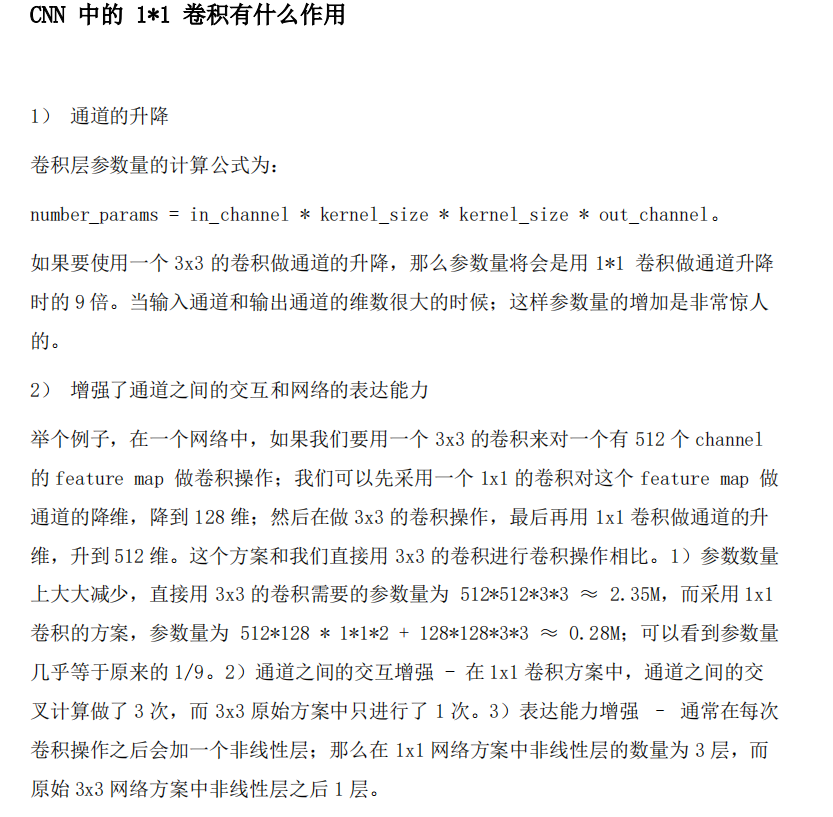 CNN 中的 1*1 卷积有什么作用
1） 通道的升降
卷积层参数量的计算公式为：
number_params = in_channel * kernel_size * kernel_size * out_channel。
如果要使用一个 3x3 的卷积做通道的升降，那么参数量将会是用 1*1 卷积做通道升降
时的 9 倍。当输入通道和输出通道的维数很大的时候；这样参数量的增加是非常惊人
的。
2） 增强了通道之间的交互和网络的表达能力
举个例子，在一个网络中，如果我们要用一个 3x3 的卷积来对一个有 512 个 channel
的 feature map 做卷积操作；我们可以先采用一个 1x1 的卷积对这个 feature map 做
通道的降维，降到 128 维；然后在做 3x3 的卷积操作，最后再用 1x1 卷积做通道的升
维，升到 512 维。这个方案和我们直接用 3x3 的卷积进行卷积操作相比。1）参数数量
上大大减少，直接用 3x3 的卷积需要的参数量为 512*512*3*3 ≈ 2.35M，而采用 1x1
卷积的方案，参数量为 512*128 * 1*1*2 + 128*128*3*3 ≈ 0.28M；可以看到参数量
几乎等于原来的 1/9。2）通道之间的交互增强 - 在 1x1 卷积方案中，通道之间的交
叉计算做了 3 次，而 3x3 原始方案中只进行了 1 次。3）表达能力增强 – 通常在每次
卷积操作之后会加一个非线性层；那么在 1x1 网络方案中非线性层的数量为 3 层，而
原始 3x3 网络方案中非线性层之后 1 层。